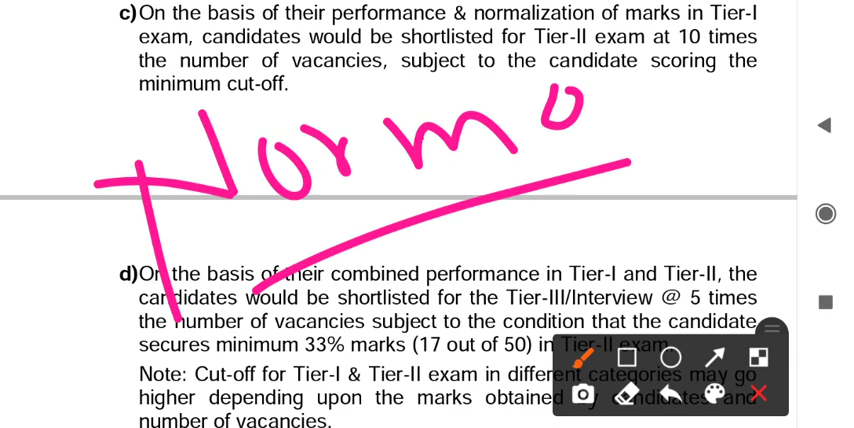 c) On the basis of their performance & normalization of marks in Tier-I
exam, candidates would be shortlisted for Tier-II exam at 10 times
the number of vacancies, subject to the candidate scoring the
minimum cut-off.
Normo
d) On the basis of their combined performance in Tier-I and Tier-II, the
candidates would be shortlisted for the Tier-III/Interview @ 5 times
the number of vacancies subject to the condition that the candidate
secures minimum 33% marks (17 out of 50) in Tier-II exam.
Note: Cut-off for Tier-I & Tier-II exam in different categories may go
higher depending upon the marks obtained by candidates and
number of vacancies.